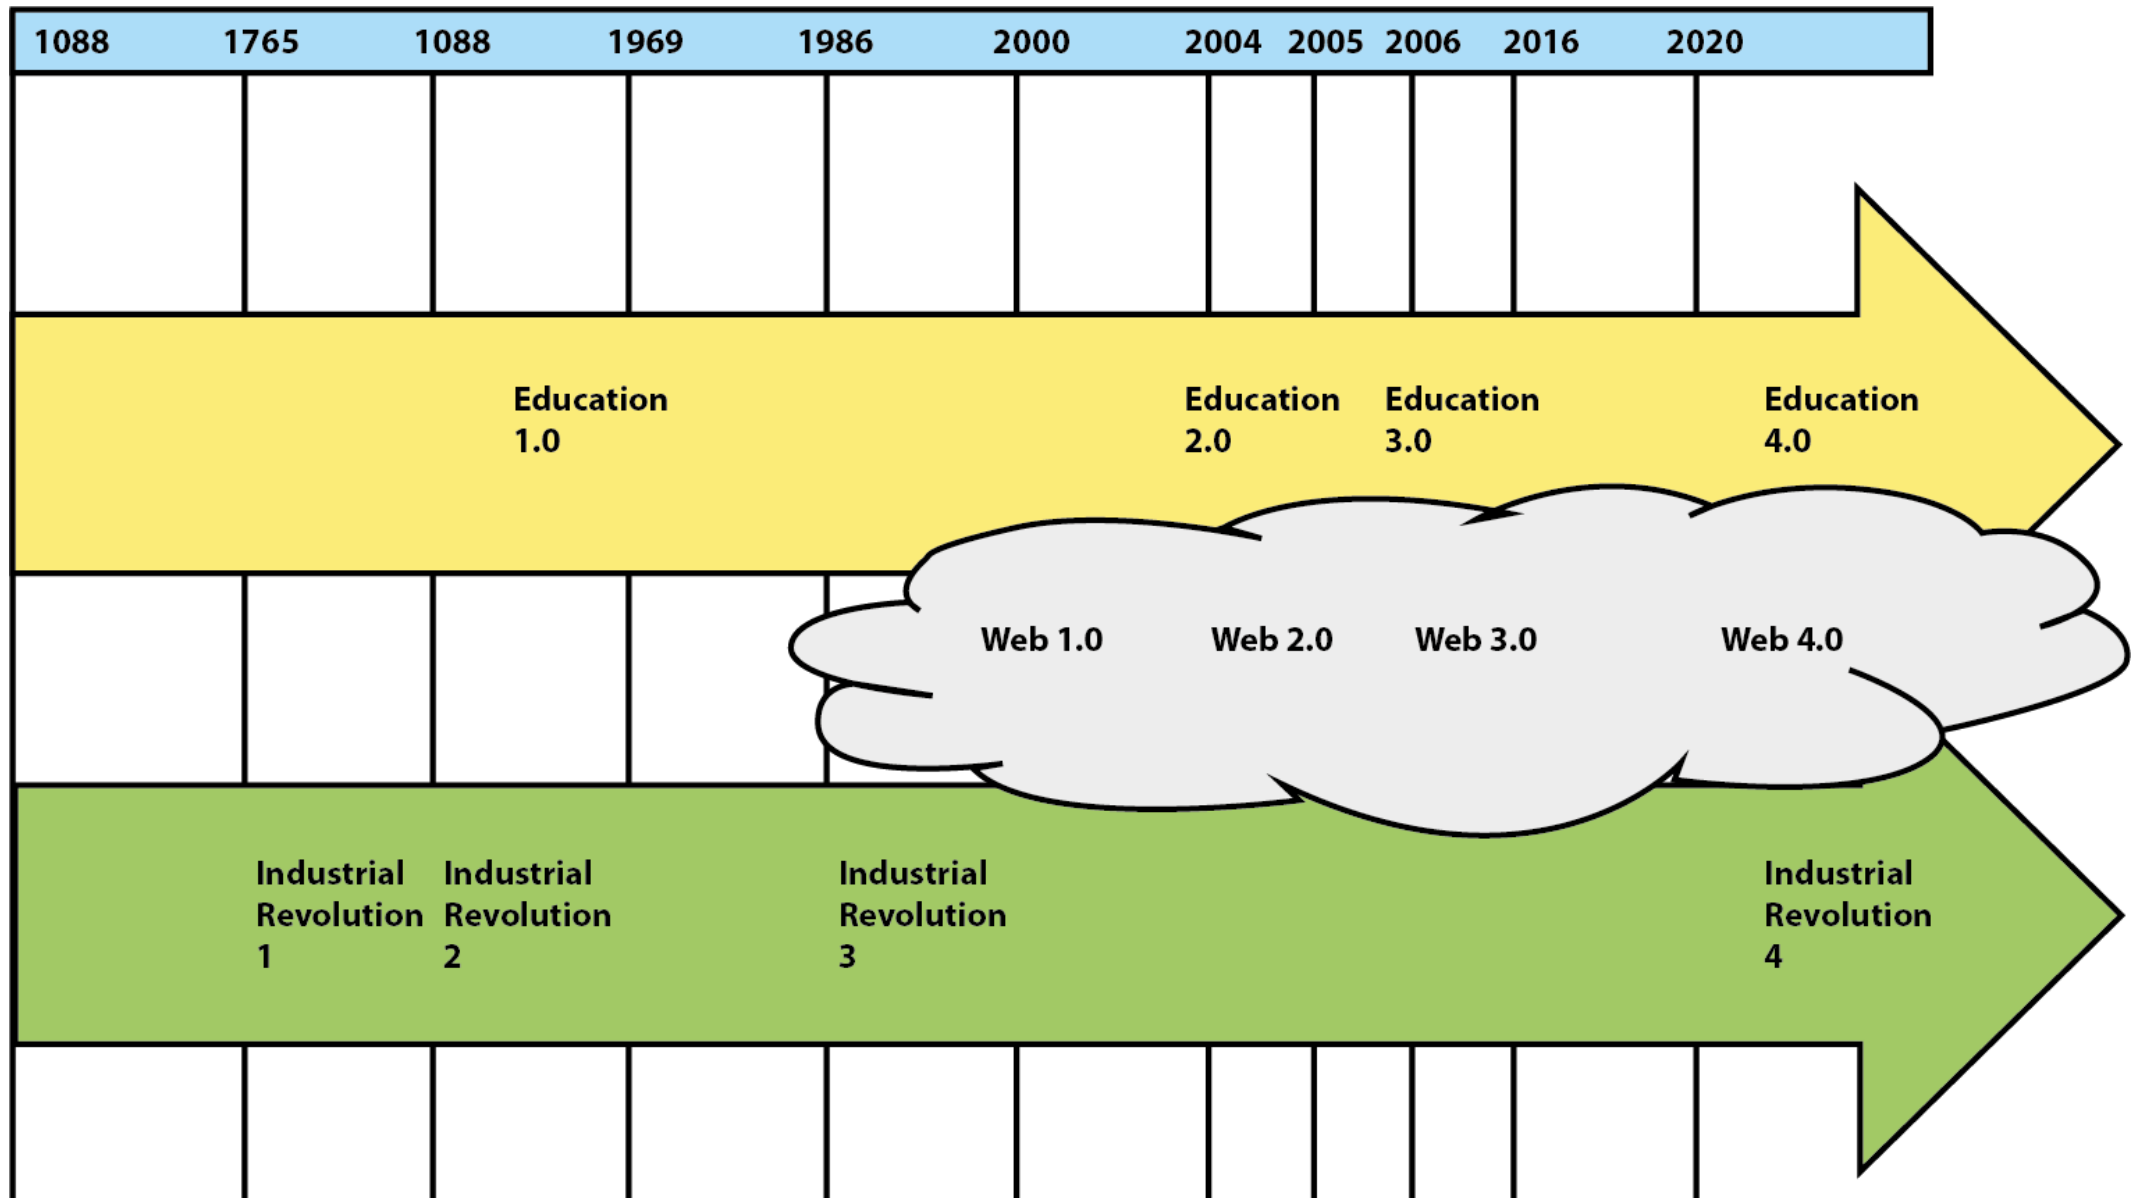 1088 1765 1088 1969 1986 2000 2004 2005 2006 2016 2020
Education
1.0
Education
2.0
Education
3.0
Education
4.0
Web 1.0 Web 2.0 Web 3.0 Web 4.0
Industrial
Revolution
1
Industrial
Revolution
2
Industrial
Revolution
3
Industrial
Revolution
4